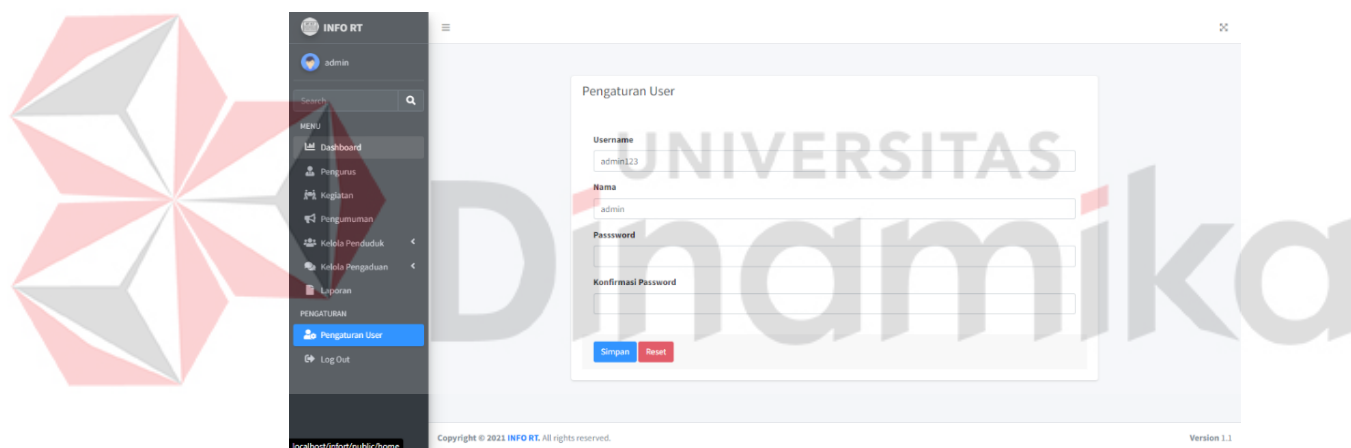 INFO RT
admin
Search
MENU
Dashboard
Pengurus
Kegiatan
Pengumuman
Kelola Penduduk
Kelola Pengaduan
Laporan
PENGATURAN
Pengaturan User
Log Out
localhost/infort/public/home
Pengaturan User
Username
admin123
Nama
admin
Passsword
Konfirmasi Password
Simpan Reset
Copyright © 2021 INFO RT. All rights reserved.
Version 1.1
UNIVERSITAS
Dinamika